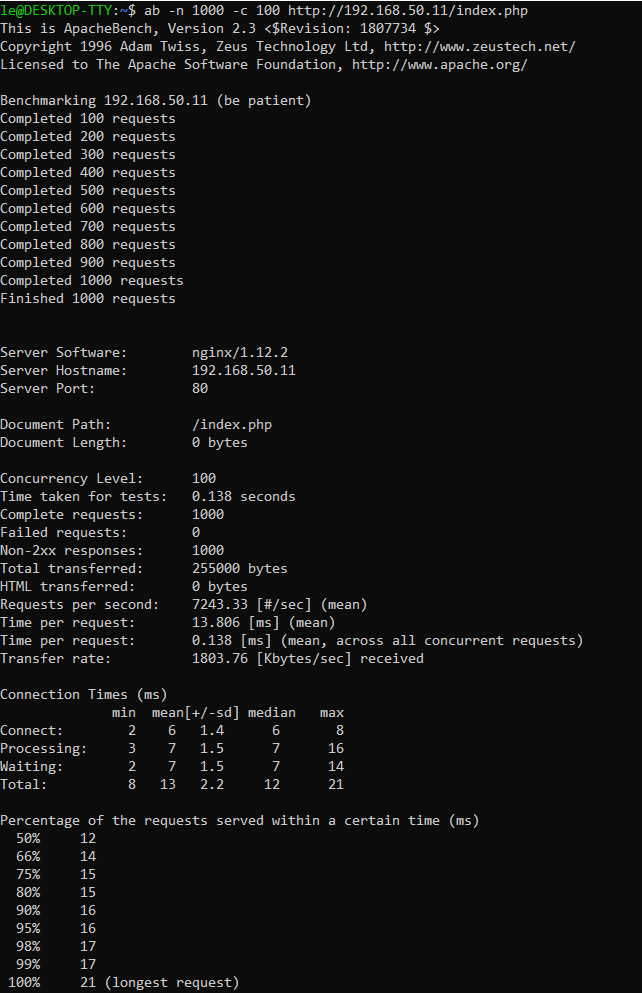 le@DESKTOP-TTY:~$ ab -n 1000 -c 100 http://192.168.50.11/index.php
This is ApacheBench, Version 2.3 <$Revision: 1807734 $>
Copyright 1996 Adam Twiss, Zeus Technology Ltd, http://www.zeustech.net/
Licensed to The Apache Software Foundation, http://www.apache.org/

Benchmarking 192.168.50.11 (be patient)
Completed 100 requests
Completed 200 requests
Completed 300 requests
Completed 400 requests
Completed 500 requests
Completed 600 requests
Completed 700 requests
Completed 800 requests
Completed 900 requests
Completed 1000 requests
Finished 1000 requests


Server Software:        nginx/1.12.2
Server Hostname:        192.168.50.11
Server Port:            80

Document Path:          /index.php
Document Length:        0 bytes

Concurrency Level:      100
Time taken for tests:   0.138 seconds
Complete requests:      1000
Failed requests:        0
Non-2xx responses:      1000
Total transferred:      255000 bytes
HTML transferred:       0 bytes
Requests per second:    7243.33 [#/sec] (mean)
Time per request:       13.806 [ms] (mean)
Time per request:       0.138 [ms] (mean, across all concurrent requests)
Transfer rate:          1803.76 [Kbytes/sec] received

Connection Times (ms)
              min  mean[+/-sd] median   max
Connect:        2    6   1.4      6       8
Processing:     3    7   1.5      7      16
Waiting:        2    7   1.5      7      14
Total:          8   13   2.2     12      21

Percentage of the requests served within a certain time (ms)
  50%     12
  66%     14
  75%     15
  80%     15
  90%     16
  95%     16
  98%     17
  99%     17
 100%     21 (longest request)